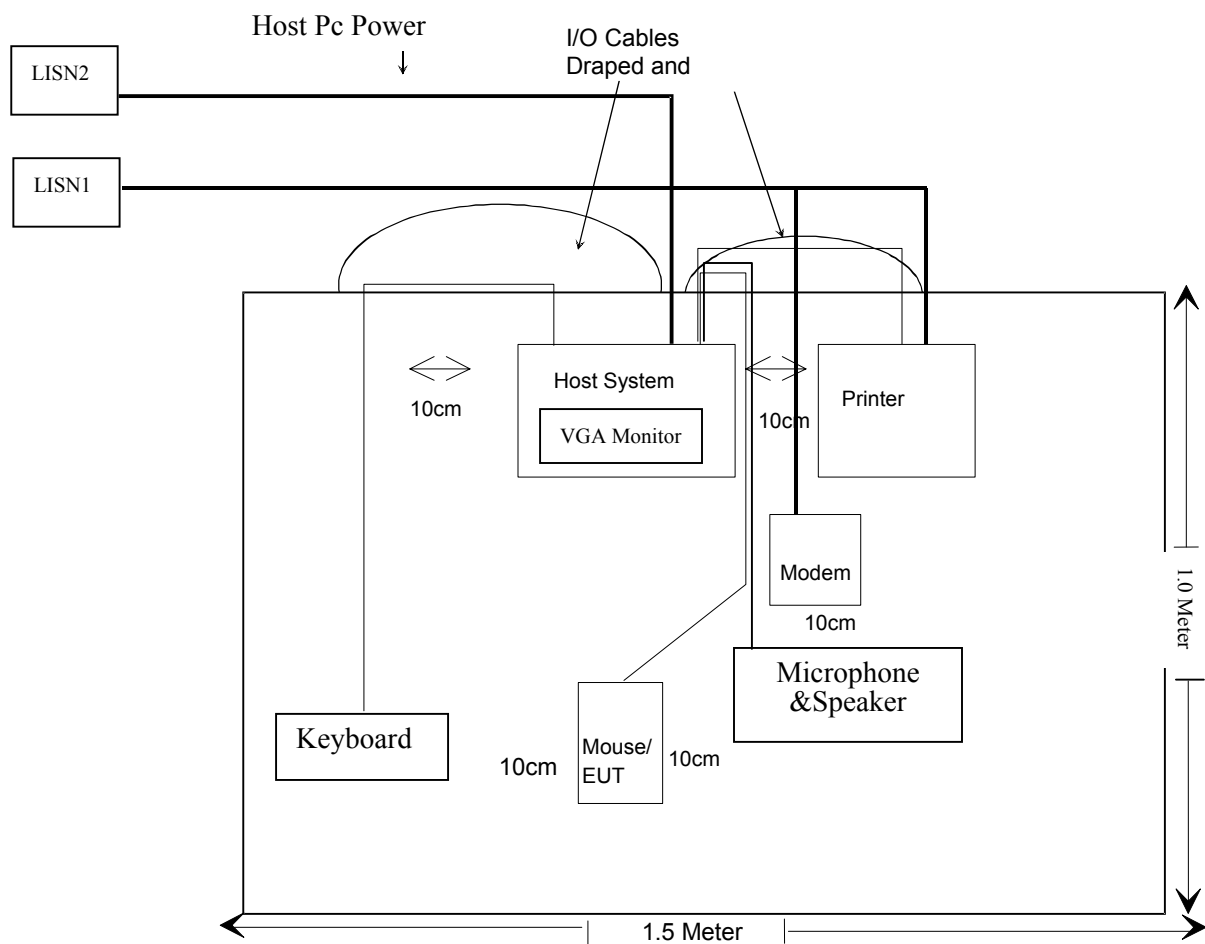 Host Pc Power
I/O Cables
Draped and
LISN2
LISN1
Host System
VGA Monitor
10cm
10cm
Printer
Modem
10cm
1.0 Meter
Microphone
&Speaker
Keyboard
Mouse/
EUT
10cm
10cm
1.5 Meter